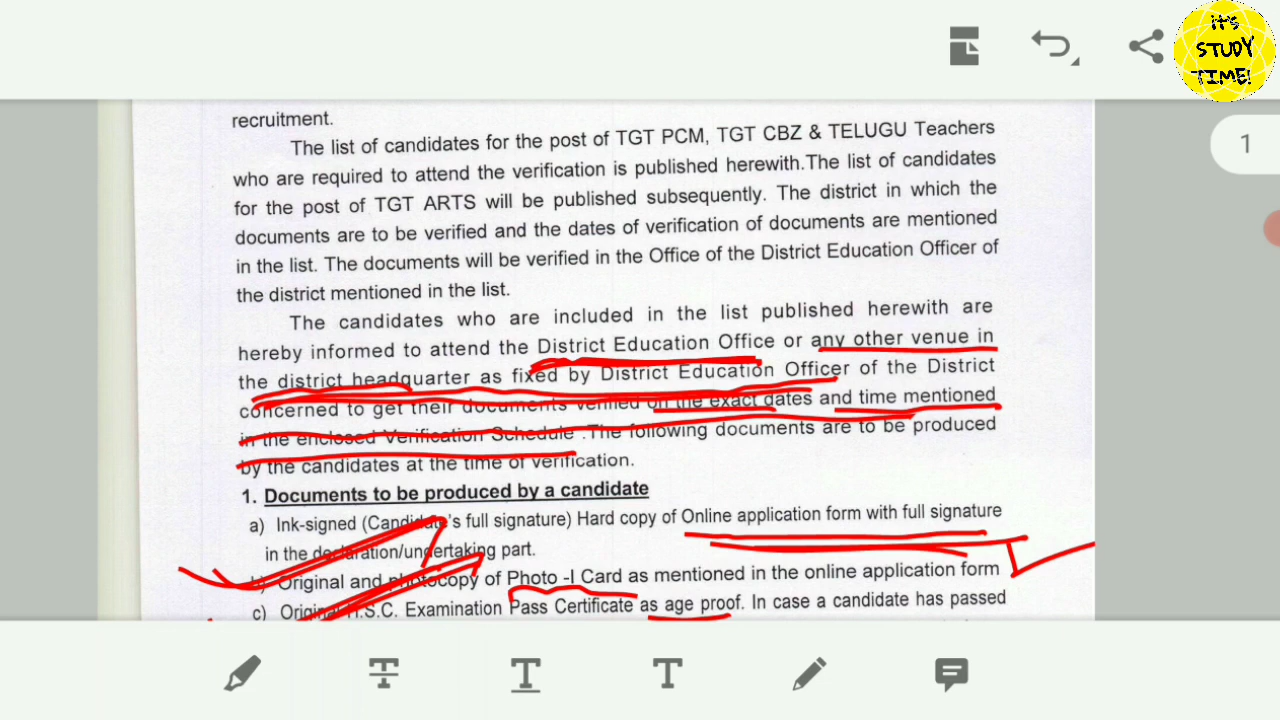 IT'S
STUDY
TIME!
1
recruitment.
The list of candidates for the post of TGT PCM, TGT CBZ & TELUGU Teachers
who are required to attend the verification is published herewith.The list of candidates
for the post of TGT ARTS will be published subsequently. The district in which the
documents are to be verified and the dates of verification of documents are mentioned
in the list. The documents will be verified in the Office of the District Education Officer of
the district mentioned in the list.
The candidates who are included in the list published herewith are
hereby informed to attend the District Education Office or any other venue in
the district headquarter as fixed by District Education Officer of the District
concerned to get their documents verified on the exact dates and time mentioned
in the enclosed Verification Schedule .The following documents are to be produced
by the candidates at the time of verification.
1. Documents to be produced by a candidate
a) Ink-signed (Candidate's full signature) Hard copy of Online application form with full signature
in the declaration/undertaking part.
b) Original and photocopy of Photo -I Card as mentioned in the online application form
c) Original H.S.C. Examination Pass Certificate as age proof. In case a candidate has passed